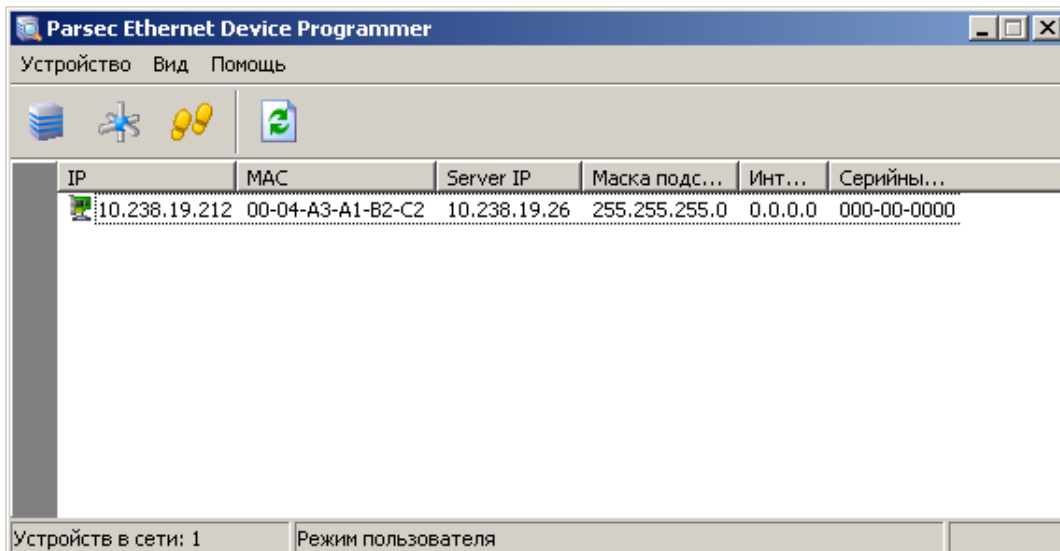 Parsec Ethernet Device Programmer
Устройство Вид Помощь
IP MAC Server IP Маска подс... Инт... Серийны...
10.238.19.212 00-04-A3-A1-B2-C2 10.238.19.26 255.255.255.0 0.0.0.0 000-00-0000
Устройств в сети: 1 Режим пользователя